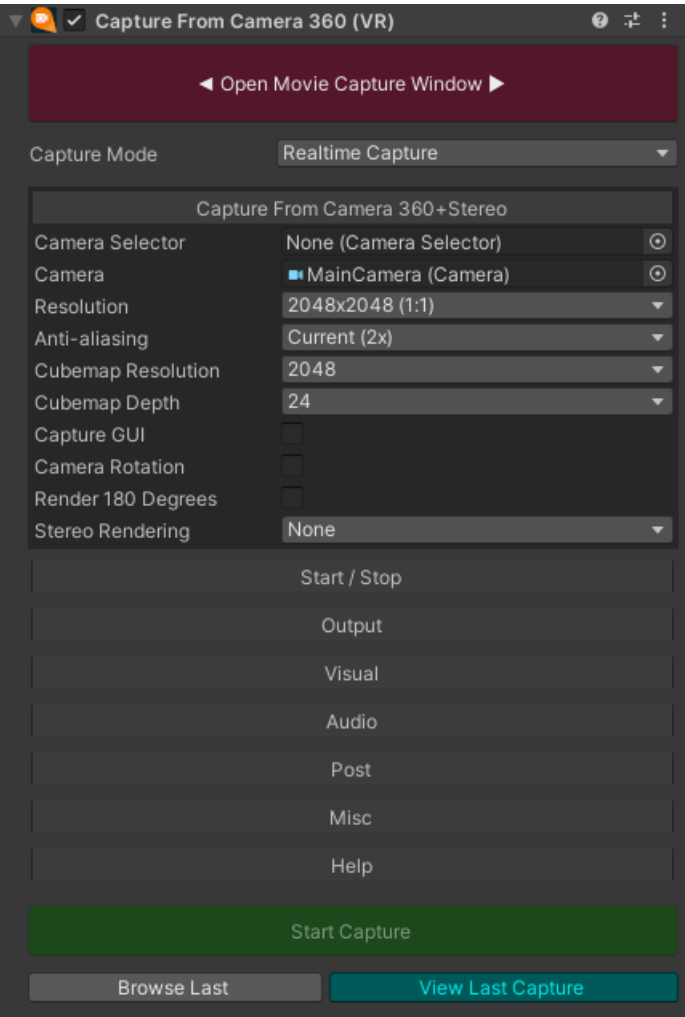 Capture From Camera 360 (VR)
◄ Open Movie Capture Window ►
Capture Mode Realtime Capture
Capture From Camera 360+Stereo
Camera Selector None (Camera Selector)
Camera MainCamera (Camera)
Resolution 2048x2048 (1:1)
Anti-aliasing Current (2x)
Cubemap Resolution 2048
Cubemap Depth 24
Capture GUI
Camera Rotation
Render 180 Degrees
Stereo Rendering None
Start / Stop
Output
Visual
Audio
Post
Misc
Help
Start Capture
Browse Last View Last Capture